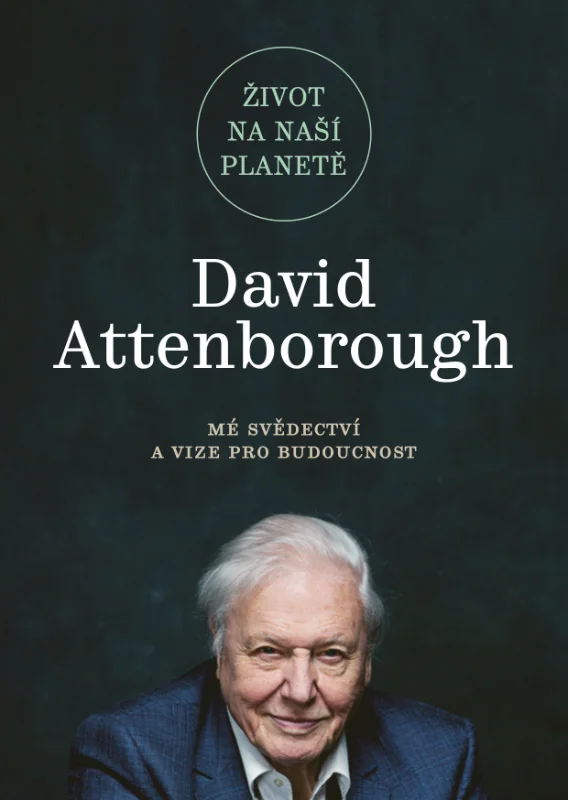 ŽIVOT
NA NAŠÍ
PLANETĚ
David
Attenborough
MÉ SVĚDECTVÍ
A VIZE PRO BUDOUCNOST